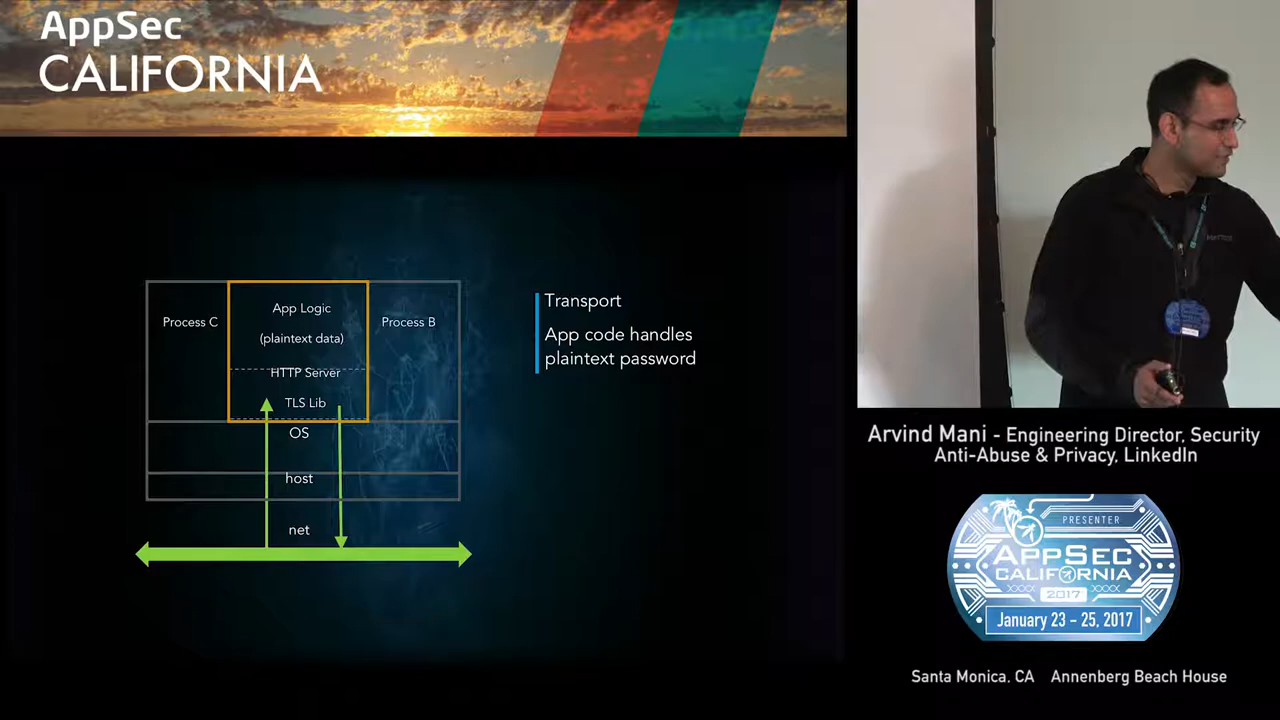 AppSec
CALIFORNIA
Process C
App Logic
(plaintext data)
Process B
HTTP Server
TLS Lib
OS
host
net
Transport
App code handles
plaintext password
Arvind Mani - Engineering Director, Security
Anti-Abuse & Privacy, LinkedIn
PRESENTER
APPSEC
CALIFORNIA
2017
January 23 - 25, 2017
Santa Monica, CA Annenberg Beach House